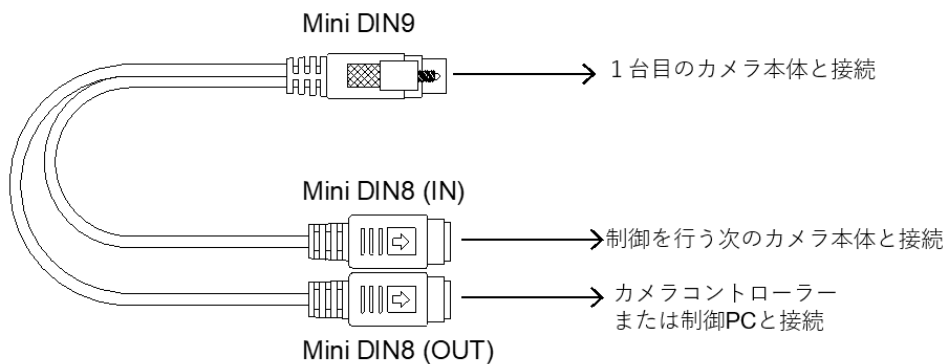 Mini DIN9
1台目のカメラ本体と接続
Mini DIN8 (IN)
制御を行う次のカメラ本体と接続
カメラコントローラー
または制御PCと接続
Mini DIN8 (OUT)